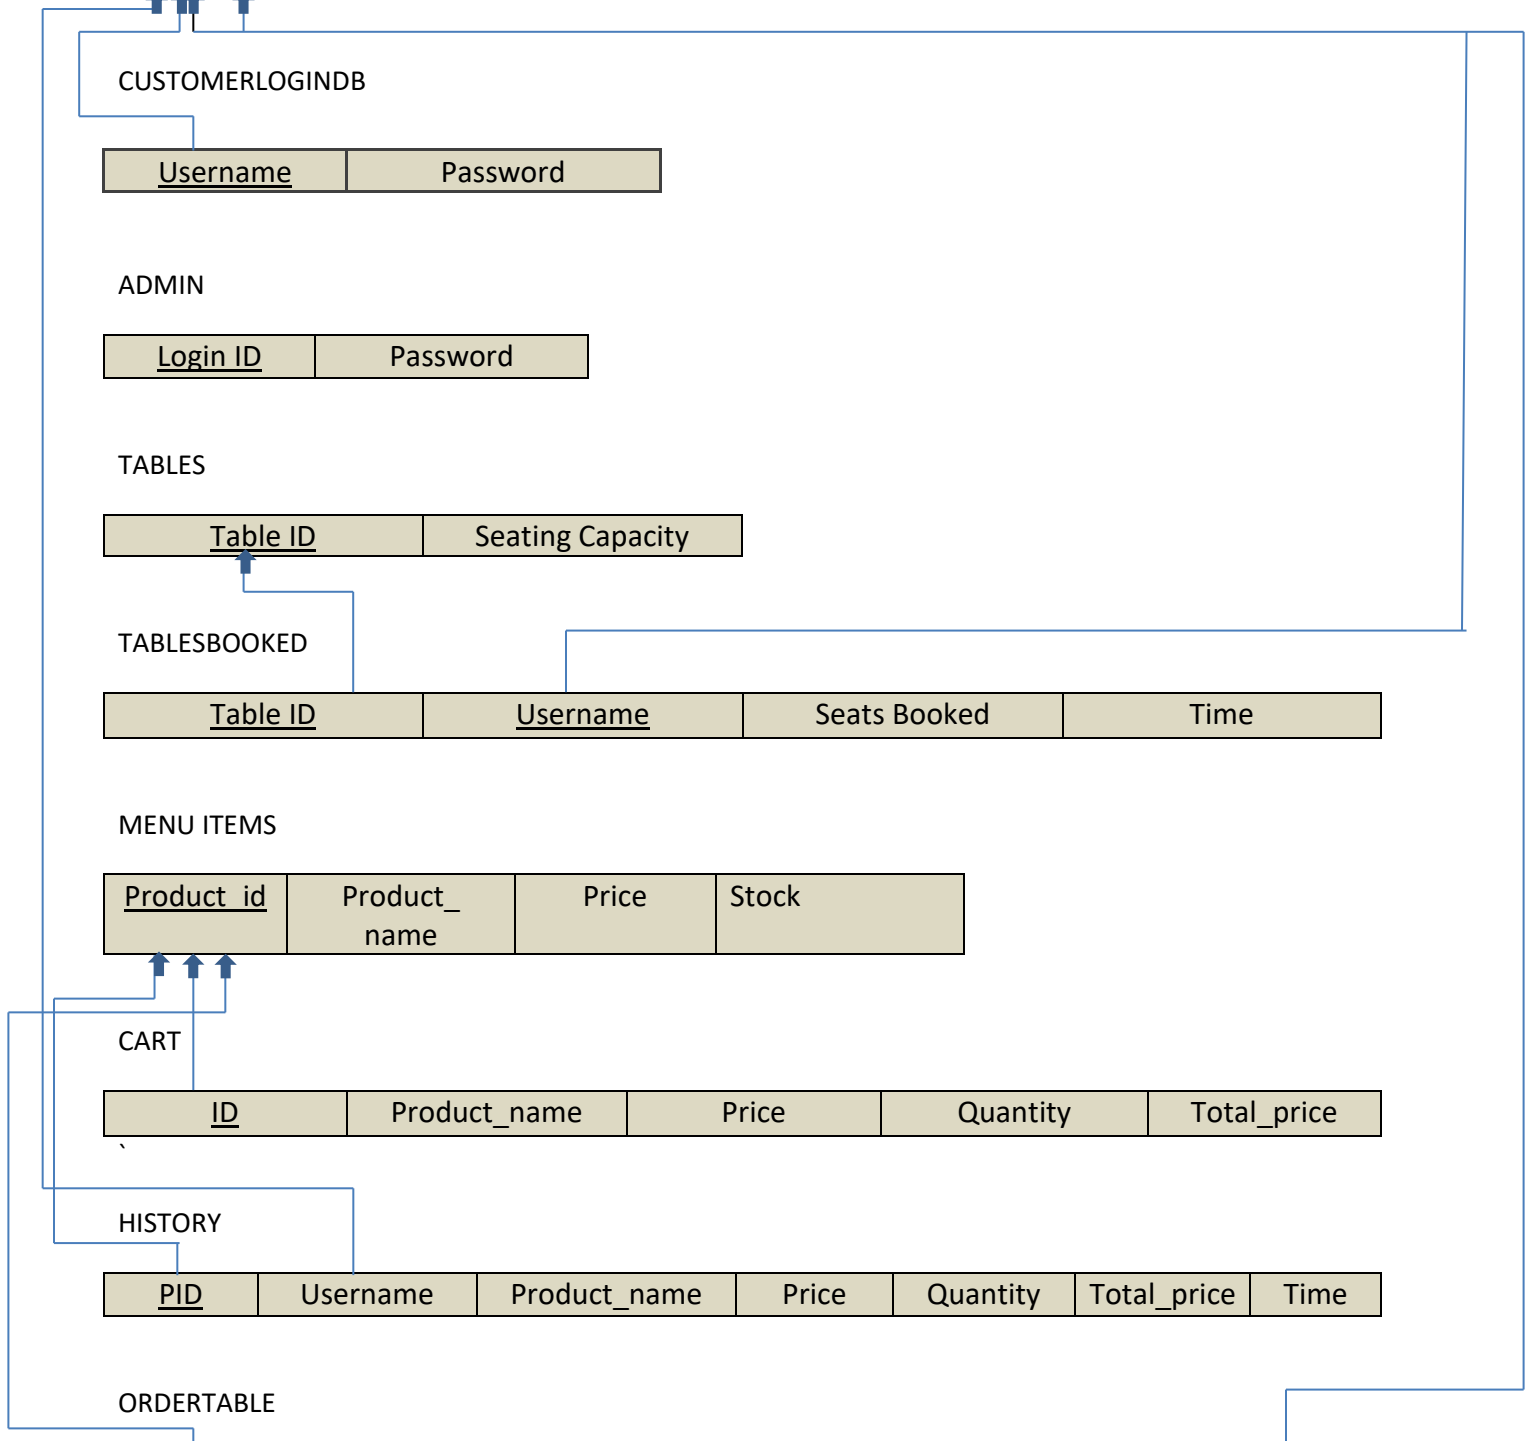 CUSTOMERLOGINDB
Username Password
ADMIN
Login ID Password
TABLES
Table ID Seating Capacity
TABLESBOOKED
Table ID Username Seats Booked Time
MENU ITEMS
Product_id Product_ Price Stock
name
CART
ID Product_name Price Quantity Total_price
`
HISTORY
PID Username Product_name Price Quantity Total_price Time
ORDERTABLE